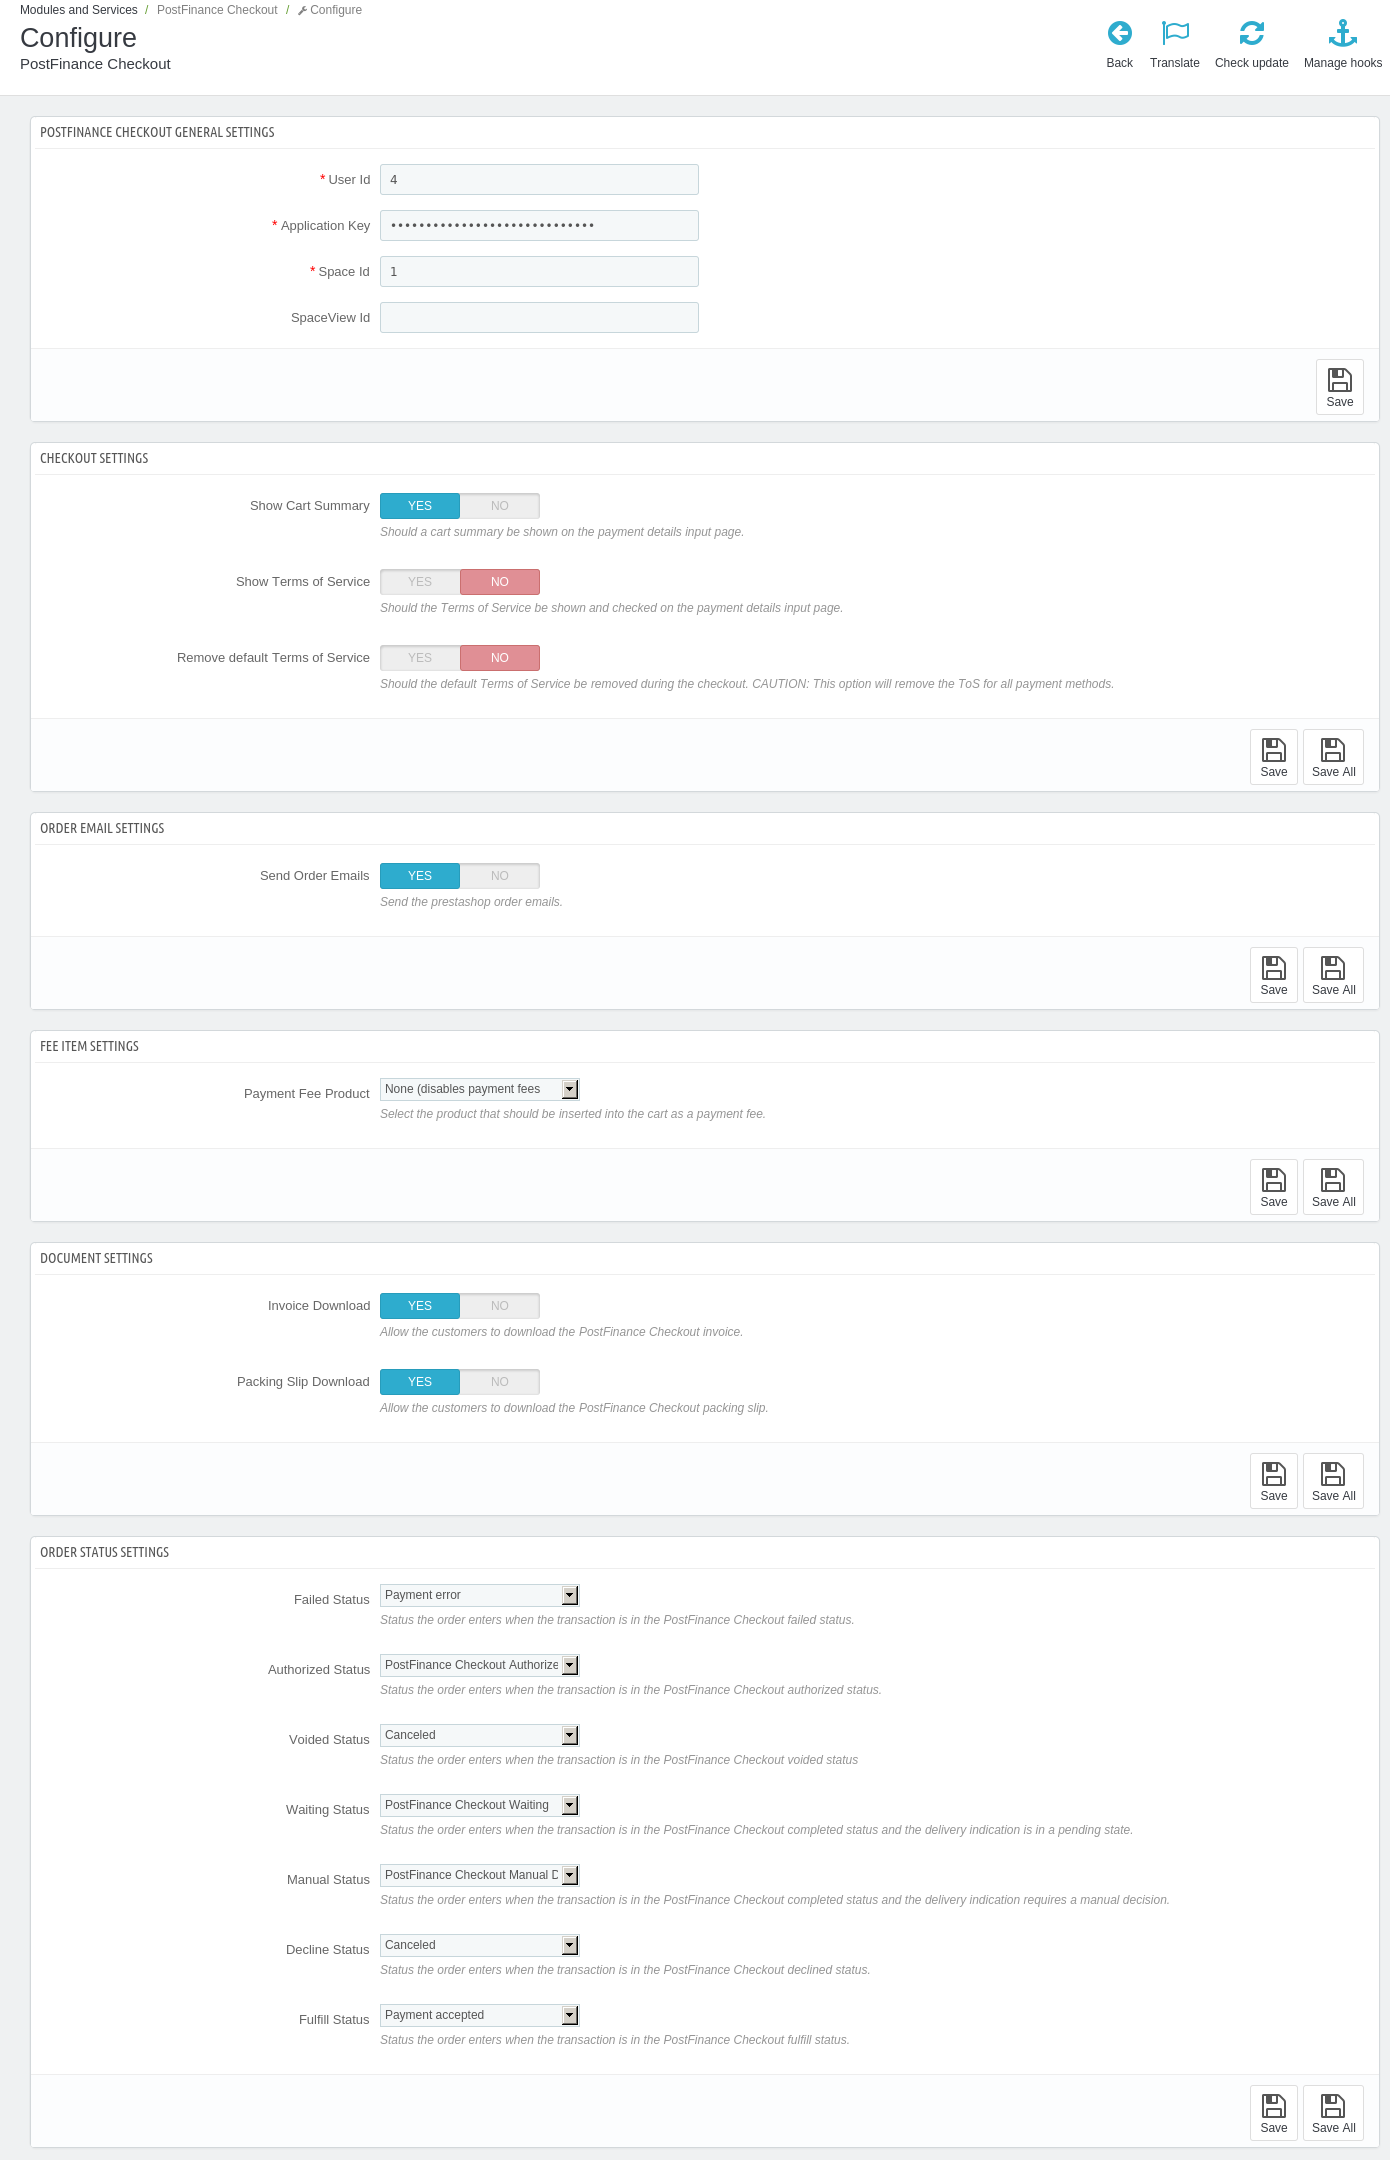 Modules and Services / PostFinance Checkout / Configure
Configure
PostFinance Checkout
Back Translate Check update Manage hooks
POSTFINANCE CHECKOUT GENERAL SETTINGS
* User Id 4
* Application Key •••••••••••••••••••••••••••••
* Space Id 1
SpaceView Id
Save
CHECKOUT SETTINGS
Show Cart Summary YES NO
Should a cart summary be shown on the payment details input page.
Show Terms of Service YES NO
Should the Terms of Service be shown and checked on the payment details input page.
Remove default Terms of Service YES NO
Should the default Terms of Service be removed during the checkout. CAUTION: This option will remove the ToS for all payment methods.
Save Save All
ORDER EMAIL SETTINGS
Send Order Emails YES NO
Send the prestashop order emails.
Save Save All
FEE ITEM SETTINGS
Payment Fee Product None (disables payment fees
Select the product that should be inserted into the cart as a payment fee.
Save Save All
DOCUMENT SETTINGS
Invoice Download YES NO
Allow the customers to download the PostFinance Checkout invoice.
Packing Slip Download YES NO
Allow the customers to download the PostFinance Checkout packing slip.
Save Save All
ORDER STATUS SETTINGS
Failed Status Payment error
Status the order enters when the transaction is in the PostFinance Checkout failed status.
Authorized Status PostFinance Checkout Authorize
Status the order enters when the transaction is in the PostFinance Checkout authorized status.
Voided Status Canceled
Status the order enters when the transaction is in the PostFinance Checkout voided status
Waiting Status PostFinance Checkout Waiting
Status the order enters when the transaction is in the PostFinance Checkout completed status and the delivery indication is in a pending state.
Manual Status PostFinance Checkout Manual D
Status the order enters when the transaction is in the PostFinance Checkout completed status and the delivery indication requires a manual decision.
Decline Status Canceled
Status the order enters when the transaction is in the PostFinance Checkout declined status.
Fulfill Status Payment accepted
Status the order enters when the transaction is in the PostFinance Checkout fulfill status.
Save Save All